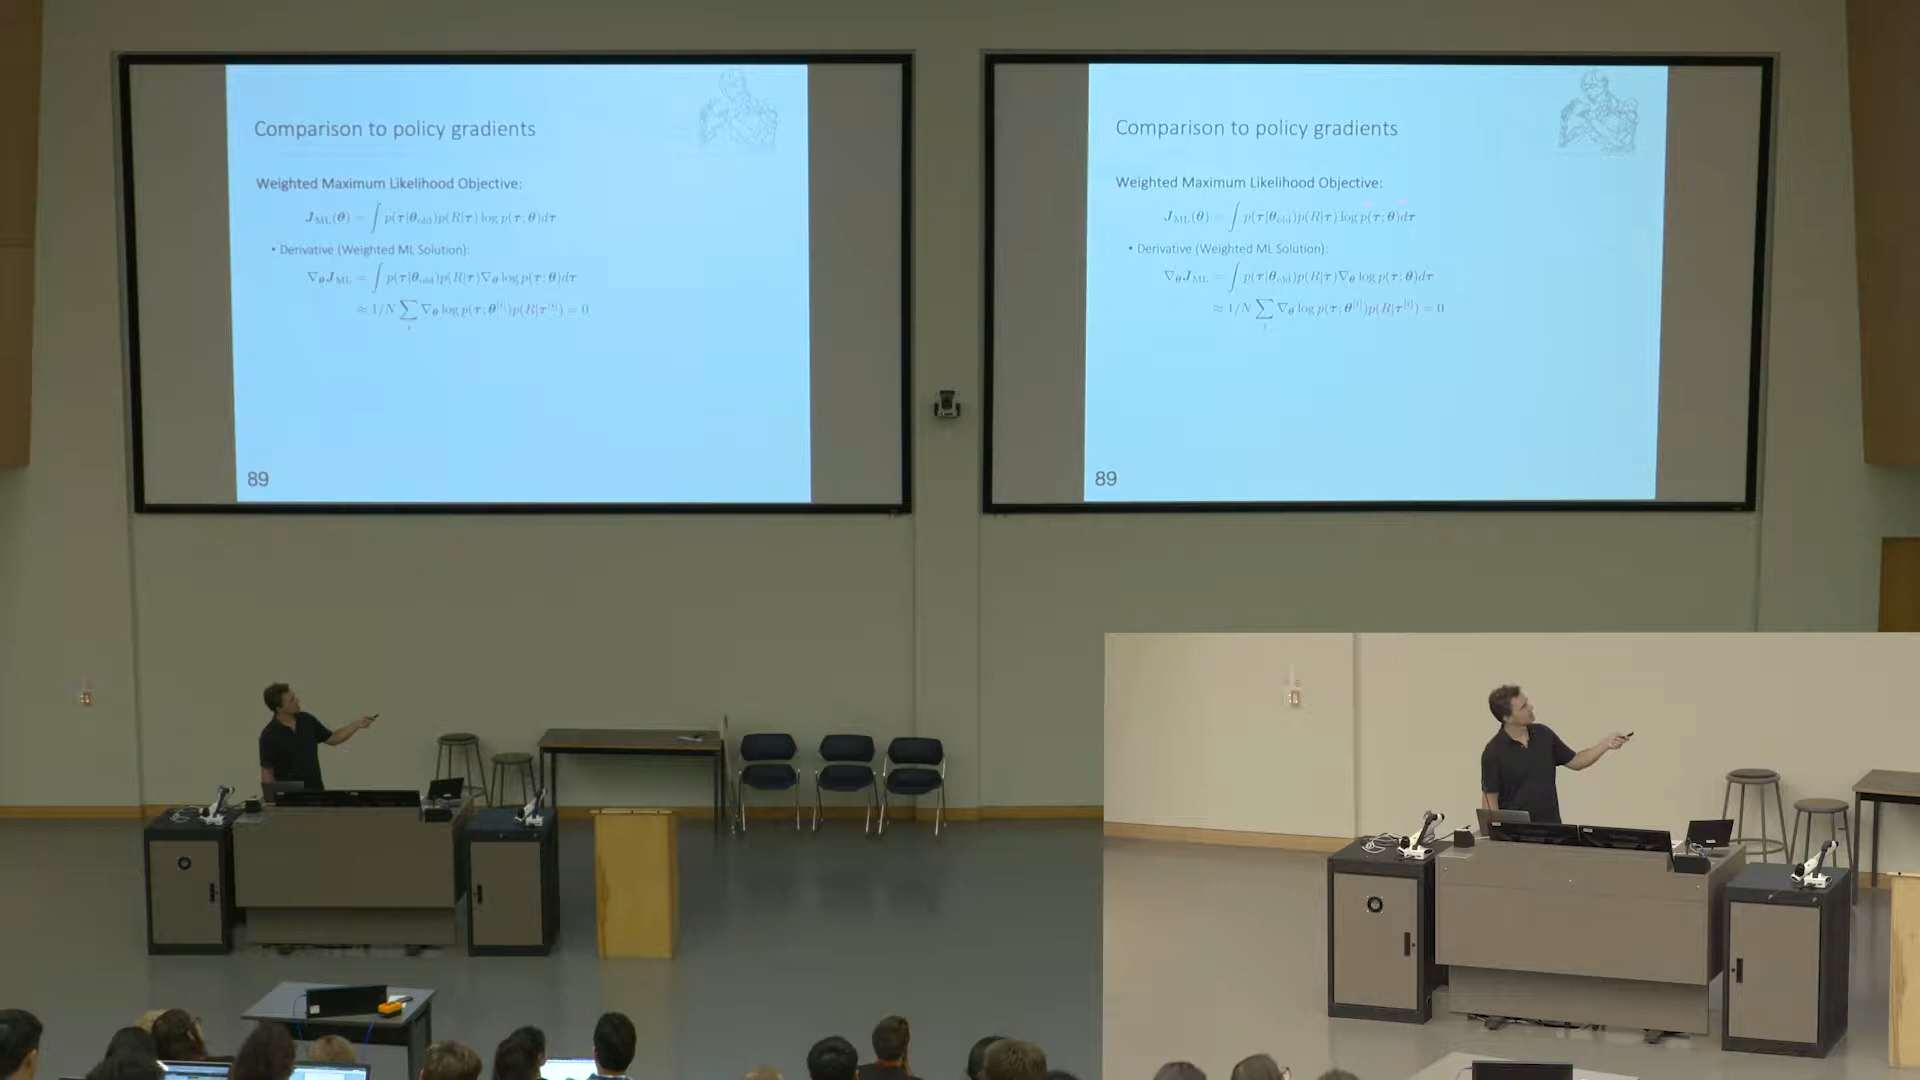 Comparison to policy gradients
Weighted Maximum Likelihood Objective:
J_ML(θ) = ∫ p(τ|θ_old)p(R|τ) log p(τ; θ)dτ
• Derivative (Weighted ML Solution):
∇_θ J_ML = ∫ p(τ|θ_old)p(R|τ)∇_θ log p(τ; θ)dτ
≈ 1/N ∑_i ∇_θ log p(τ; θ^[i])p(R|τ^[i]) = 0
89
Comparison to policy gradients
Weighted Maximum Likelihood Objective:
J_ML(θ) = ∫ p(τ|θ_old)p(R|τ) log p(τ; θ)dτ
• Derivative (Weighted ML Solution):
∇_θ J_ML = ∫ p(τ|θ_old)p(R|τ)∇_θ log p(τ; θ)dτ
≈ 1/N ∑_i ∇_θ log p(τ; θ^[i])p(R|τ^[i]) = 0
89